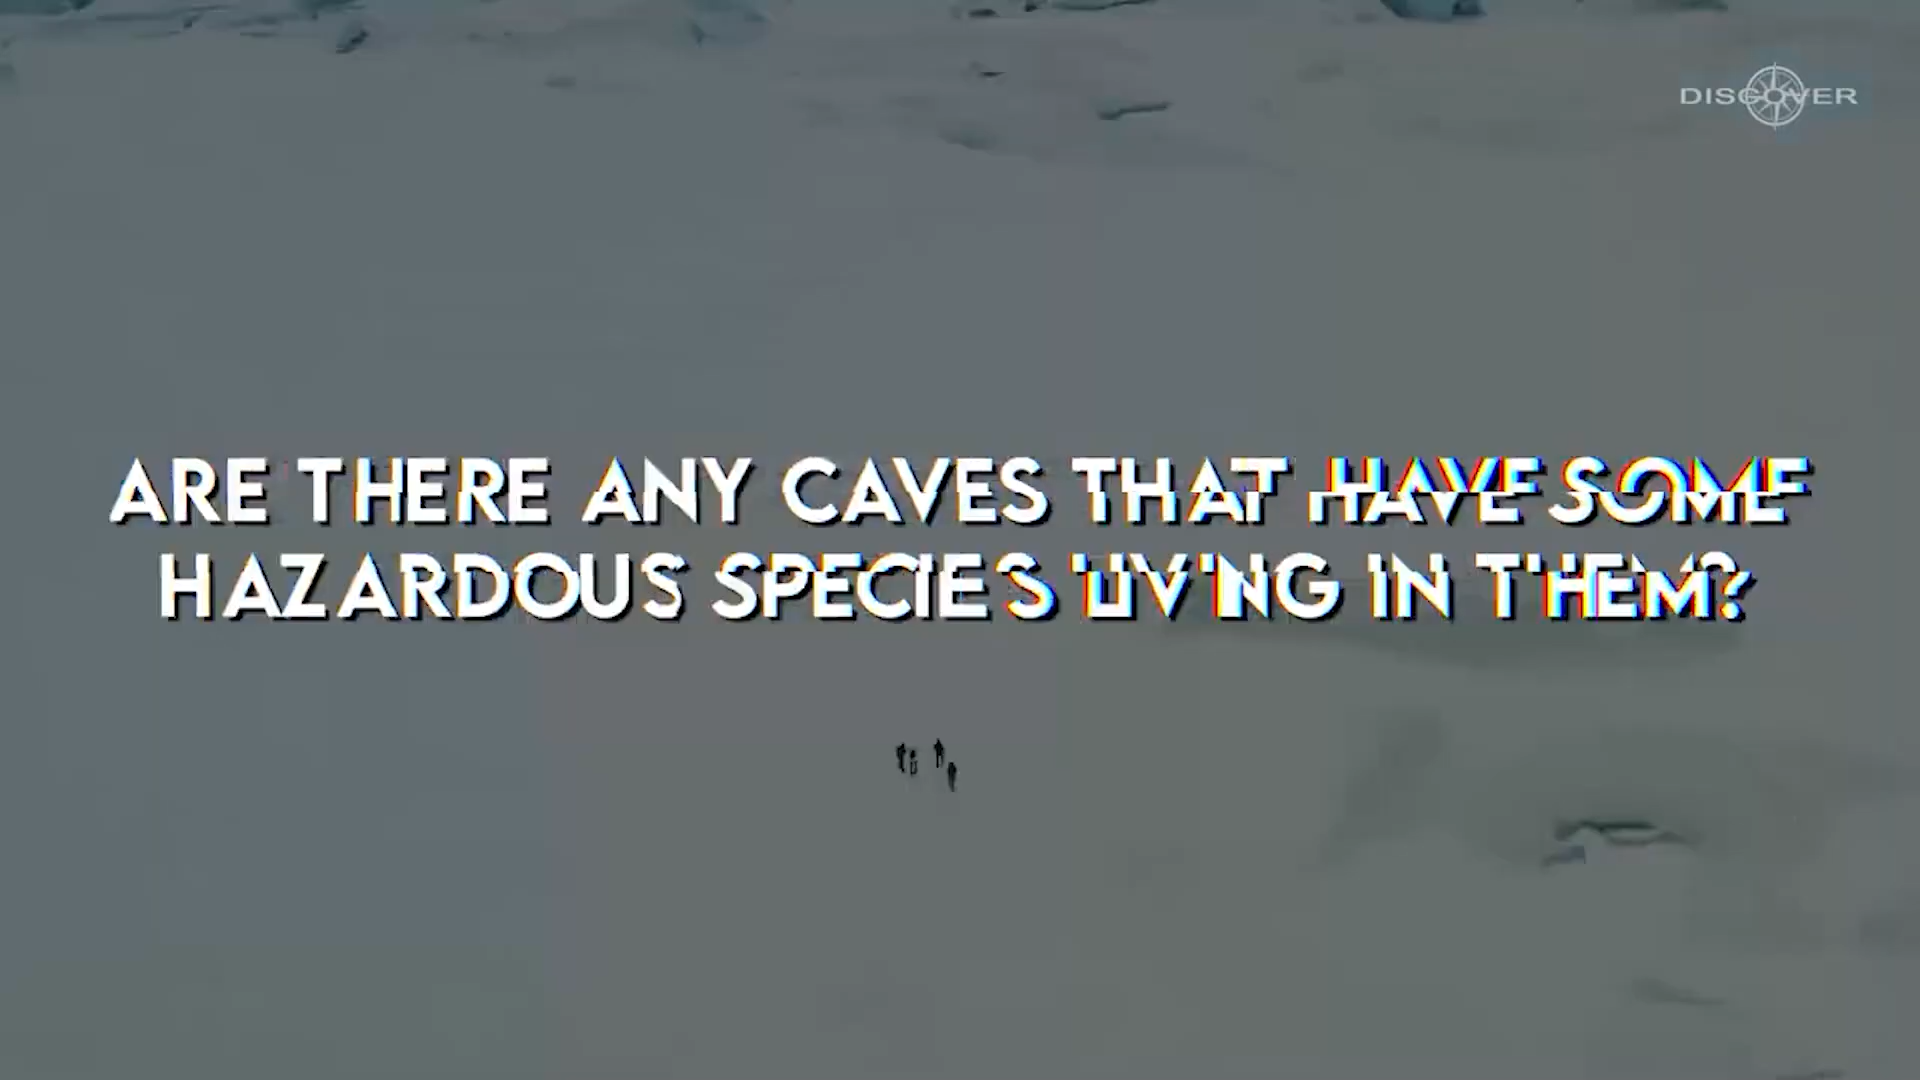 DISCOVER
ARE THERE ANY CAVES THAT HAVE SOME
HAZARDOUS SPECIES LIVING IN THEM?